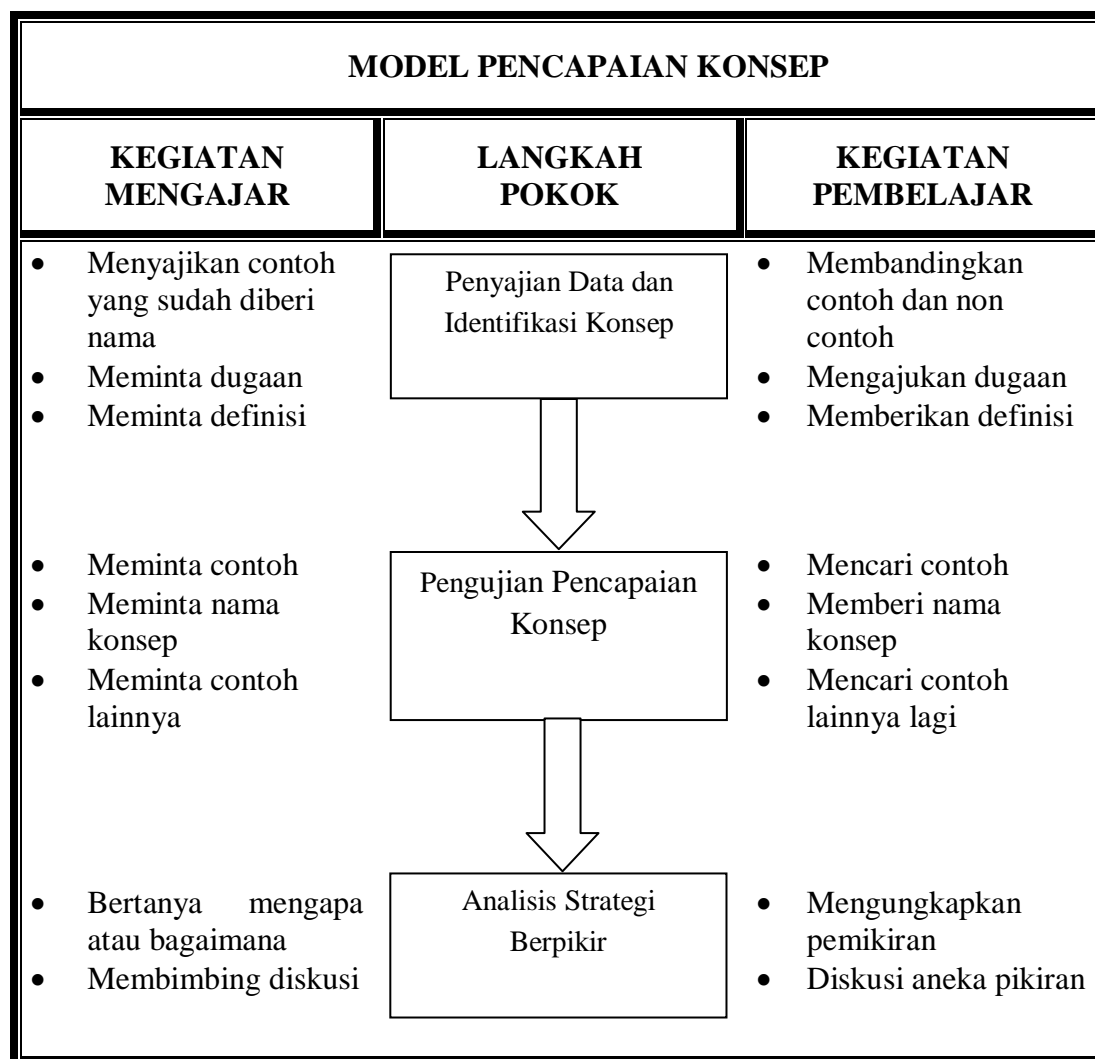 MODEL PENCAPAIAN KONSEP
KEGIATAN
MENGAJAR
LANGKAH
POKOK
KEGIATAN
PEMBELAJAR
• Menyajikan contoh
yang sudah diberi
nama
• Meminta dugaan
• Meminta definisi
Penyajian Data dan
Identifikasi Konsep
• Membandingkan
contoh dan non
contoh
• Mengajukan dugaan
• Memberikan definisi
• Meminta contoh
• Meminta nama
konsep
• Meminta contoh
lainnya
Pengujian Pencapaian
Konsep
• Mencari contoh
• Memberi nama
konsep
• Mencari contoh
lainnya lagi
• Bertanya mengapa
atau bagaimana
• Membimbing diskusi
Analisis Strategi
Berpikir
• Mengungkapkan
pemikiran
• Diskusi aneka pikiran